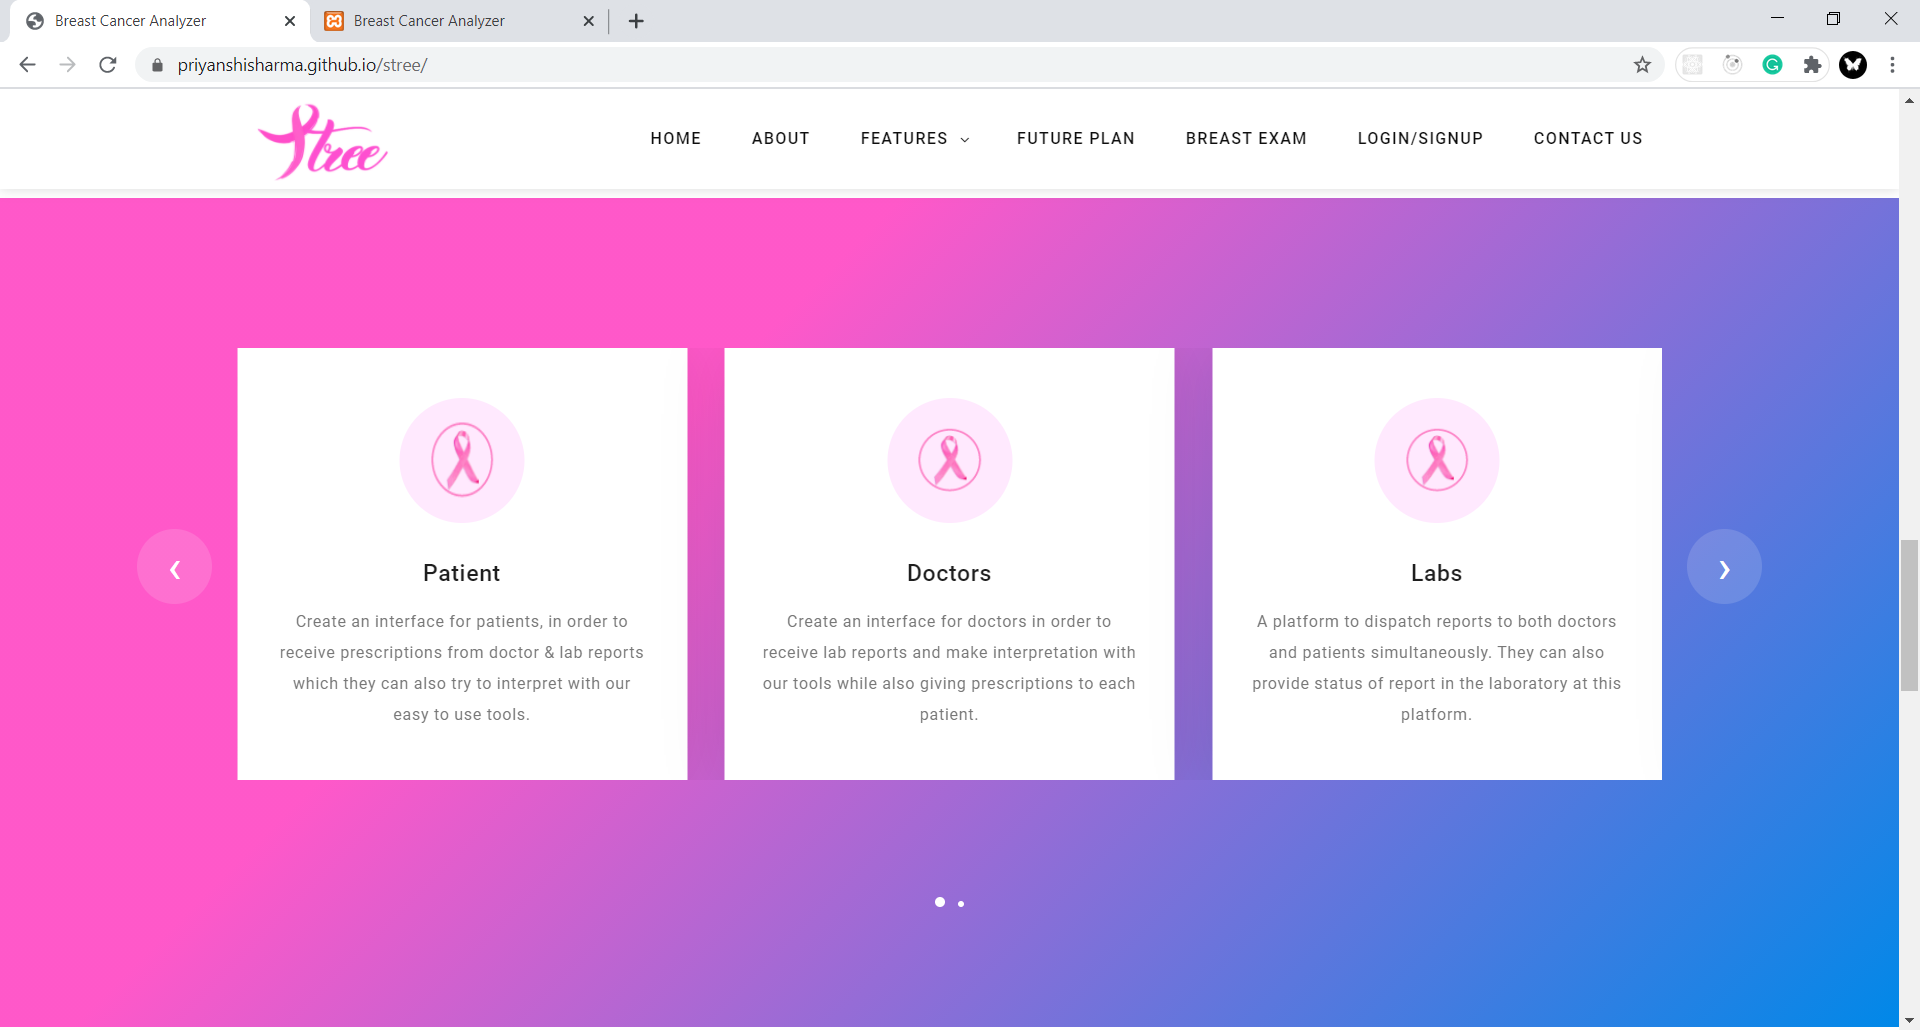 Breast Cancer Analyzer
Breast Cancer Analyzer
priyanshisharma.github.io/stree/
Stree
HOME
ABOUT
FEATURES
FUTURE PLAN
BREAST EXAM
LOGIN/SIGNUP
CONTACT US
Patient
Create an interface for patients, in order to
receive prescriptions from doctor & lab reports
which they can also try to interpret with our
easy to use tools.
Doctors
Create an interface for doctors in order to
receive lab reports and make interpretation with
our tools while also giving prescriptions to each
patient.
Labs
A platform to dispatch reports to both doctors
and patients simultaneously. They can also
provide status of report in the laboratory at this
platform.